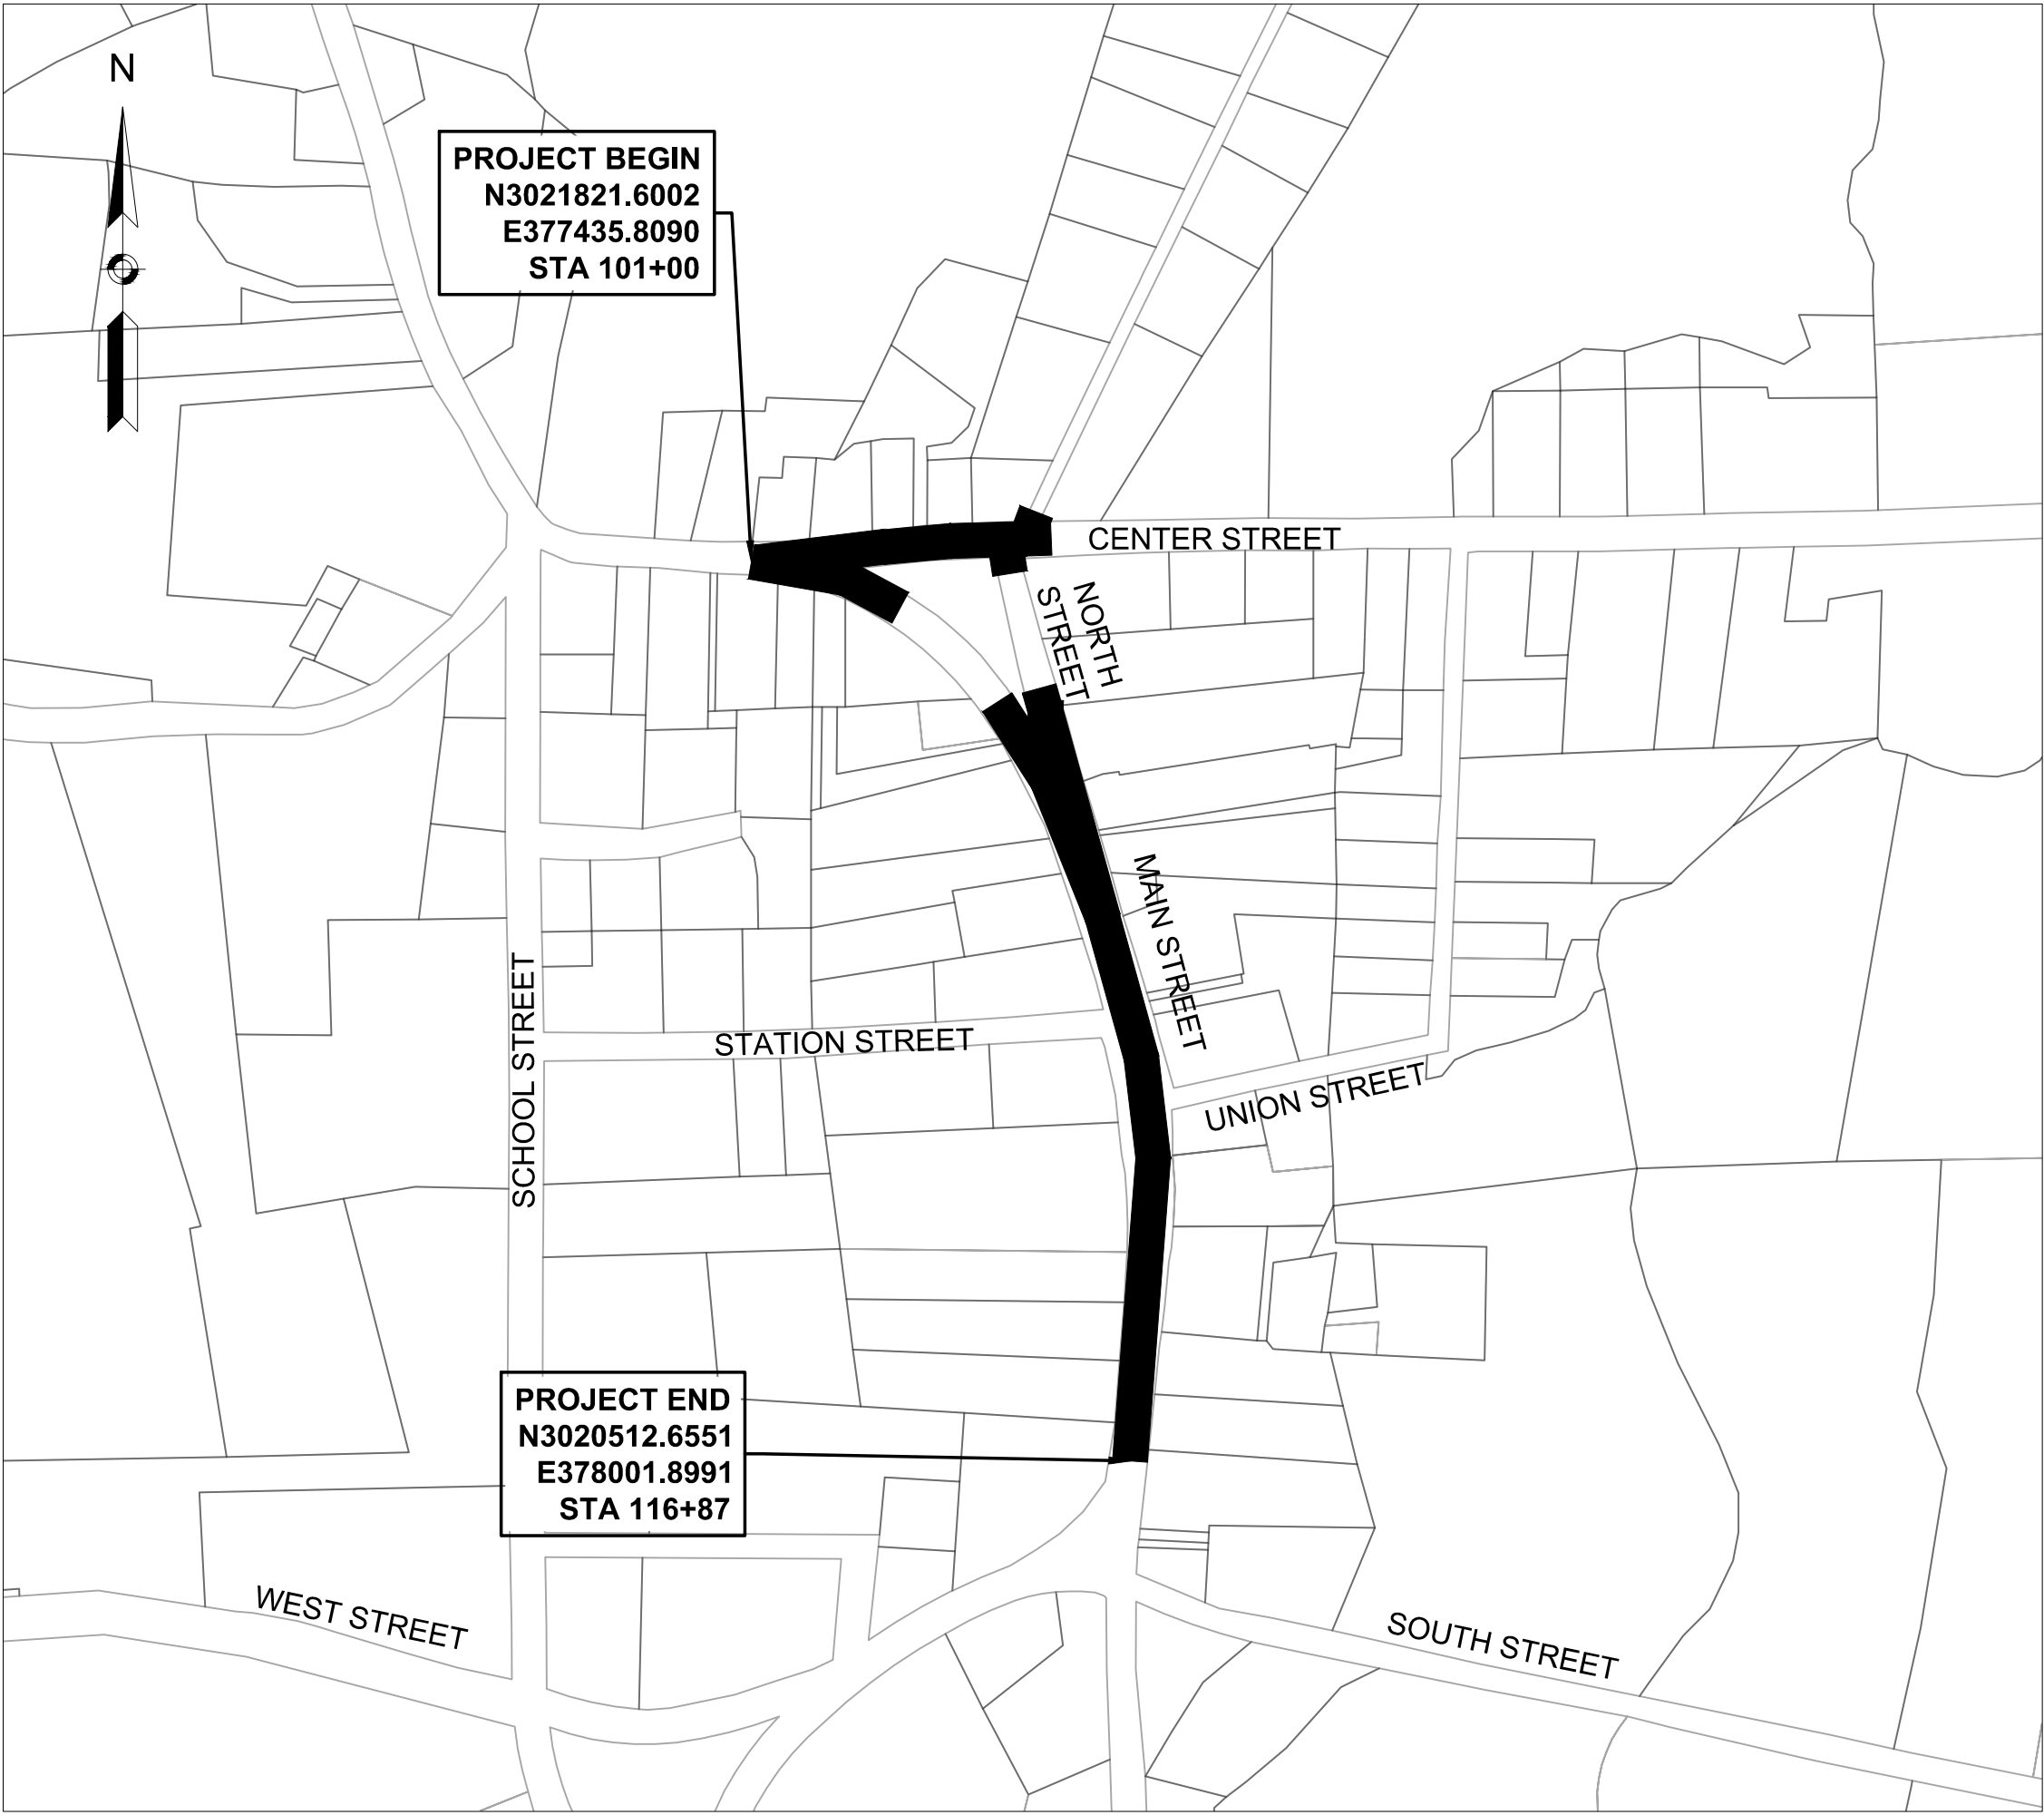 N
PROJECT BEGIN
N3021821.6002
E377435.8090
STA 101+00
CENTER STREET
NORTH
STREET
MAIN STREET
SCHOOL STREET
STATION STREET
UNION STREET
PROJECT END
N3020512.6551
E378001.8991
STA 116+87
WEST STREET
SOUTH STREET